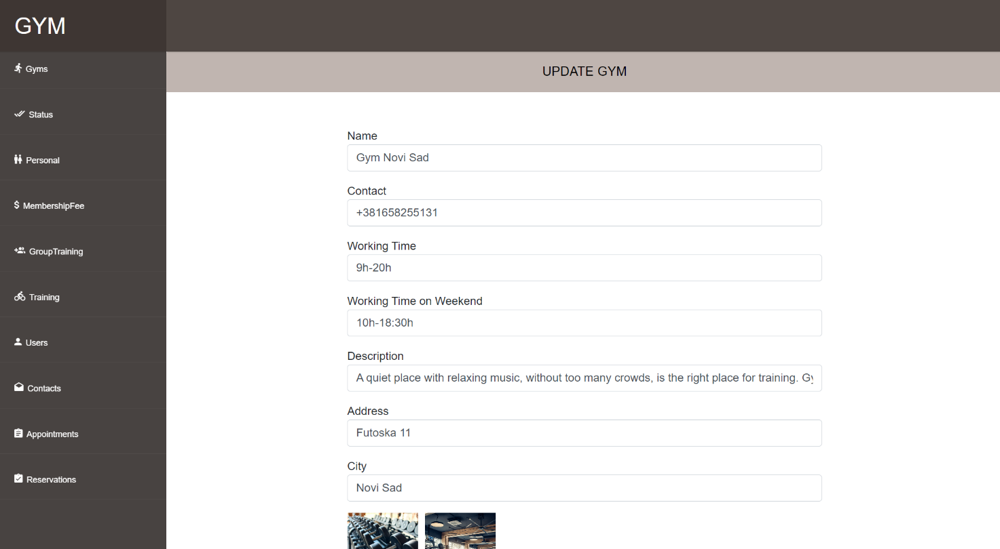 GYM
Gyms
Status
Personal
MembershipFee
GroupTraining
Training
Users
Contacts
Appointments
Reservations
UPDATE GYM
Name
Gym Novi Sad
Contact
+381658255131
Working Time
9h-20h
Working Time on Weekend
10h-18:30h
Description
A quiet place with relaxing music, without too many crowds, is the right place for training. Gy
Address
Futoska 11
City
Novi Sad